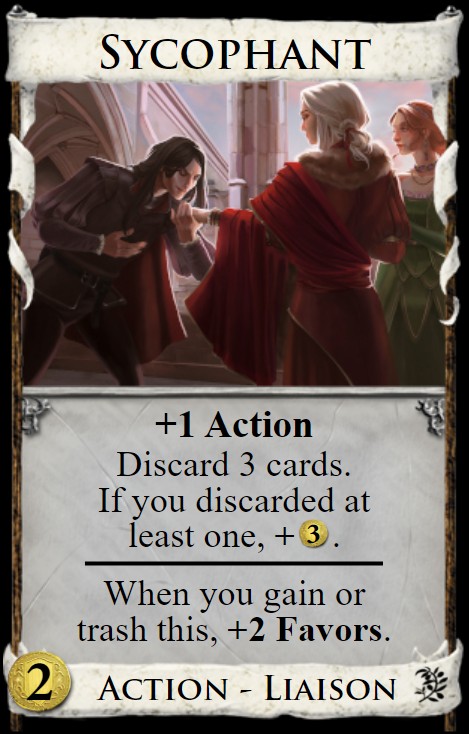 SYCOPHANT
+1 Action
Discard 3 cards.
If you discarded at
least one, +3.
When you gain or
trash this, +2 Favors.
2 ACTION - LIAISON